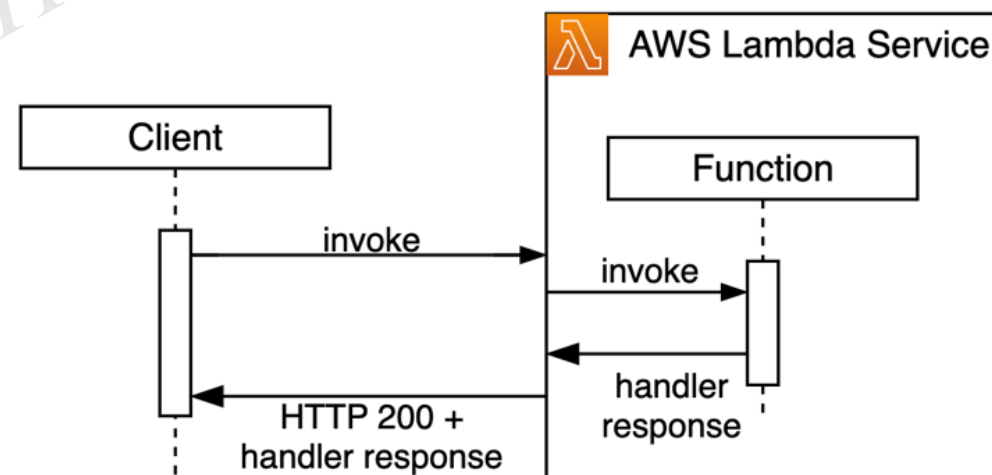 AWS Lambda Service
Client
Function
invoke
invoke
handler
response
HTTP 200 +
handler response